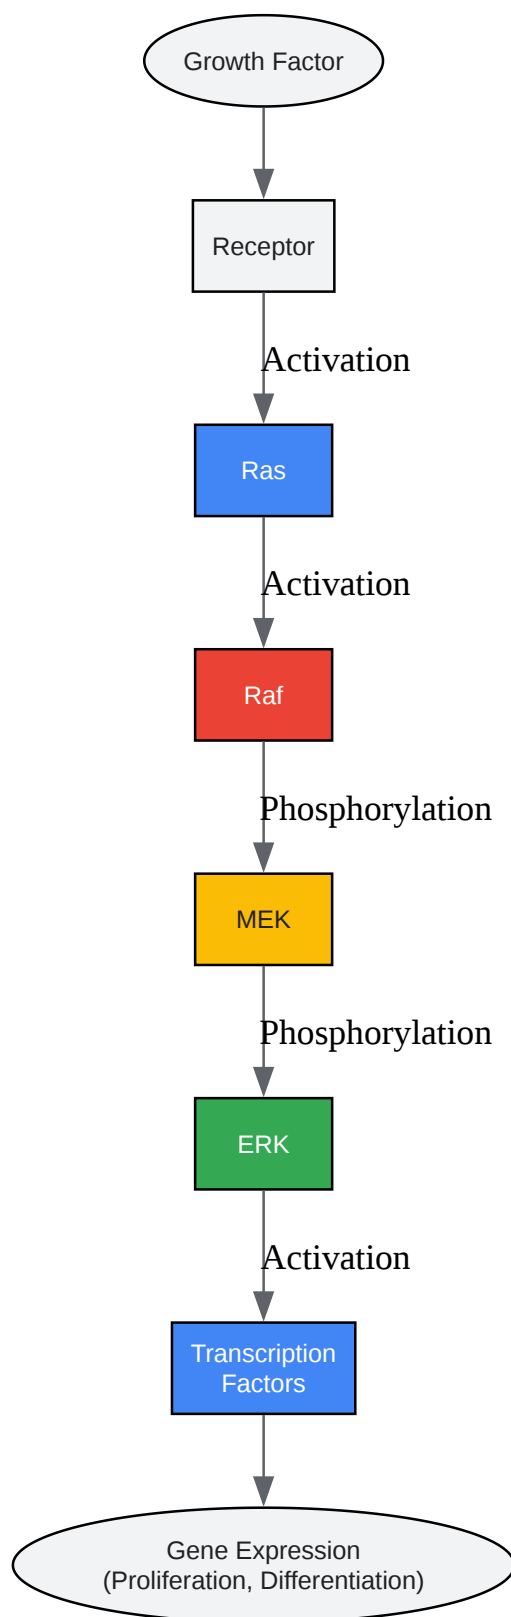 Growth Factor
Receptor
Activation
Ras
Activation
Raf
Phosphorylation
MEK
Phosphorylation
ERK
Activation
Transcription
Factors
Gene Expression
(Proliferation, Differentiation)